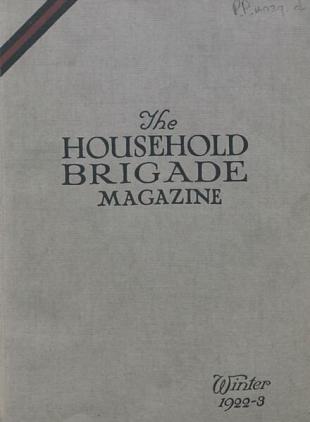 The
HOUSEHOLD
BRIGADE
MAGAZINE
Winter
1922-3